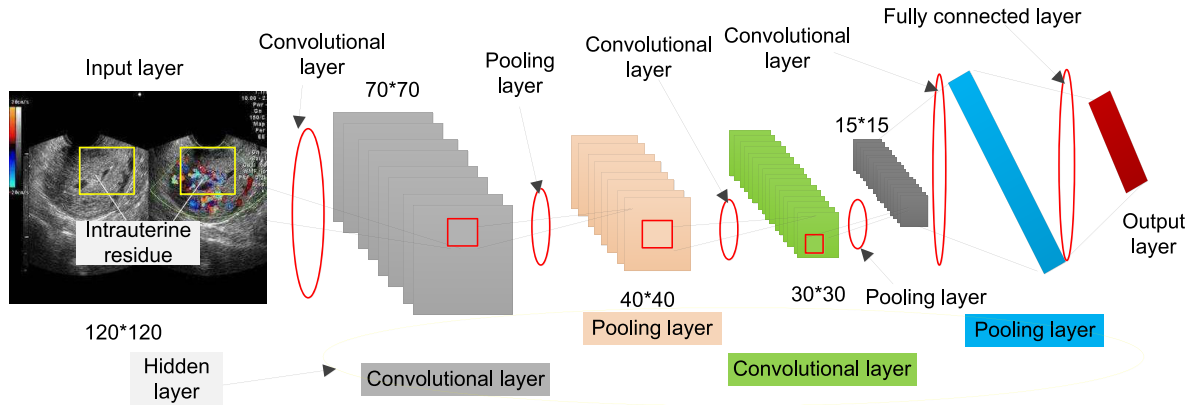 Input layer
Convolutional
layer
70*70
Pooling
layer
Convolutional
layer
Convolutional
layer
Fully connected layer
15*15
Intrauterine
residue
120*120
40*40
30*30
Pooling layer
Output
layer
Hidden
layer
Convolutional layer
Pooling layer
Convolutional layer
Pooling layer